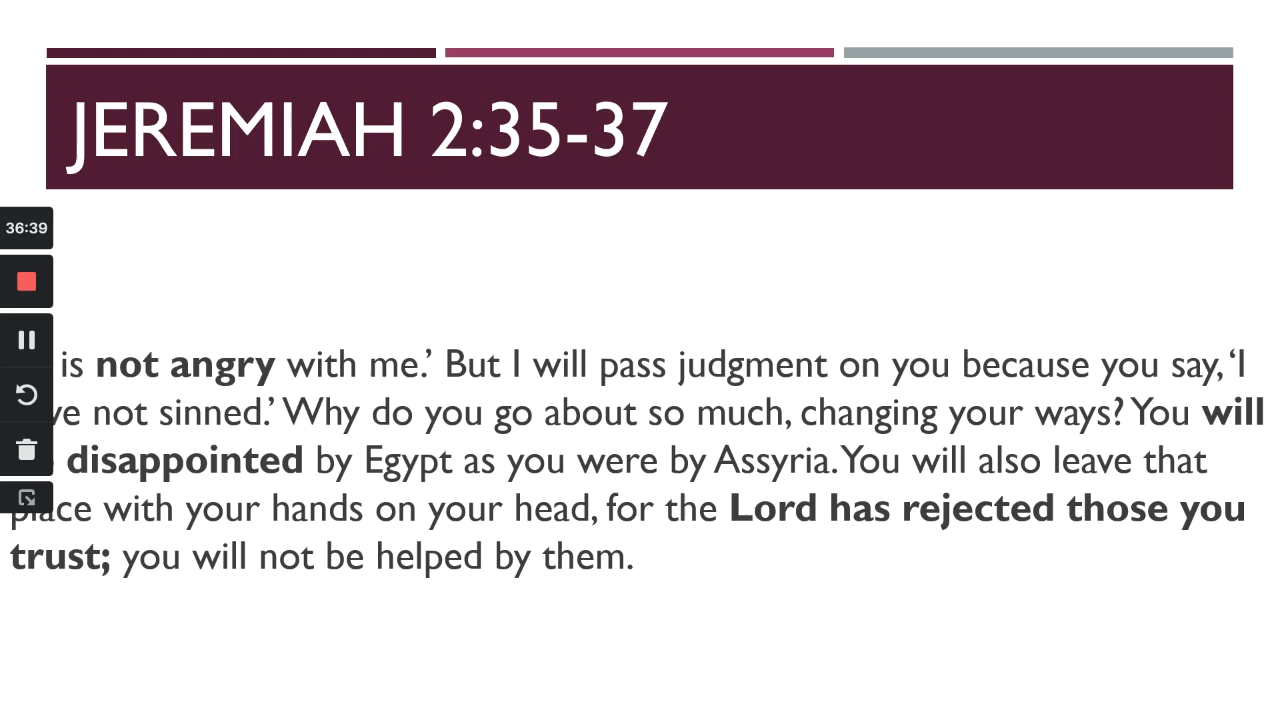 JEREMIAH 2:35-37
36:39
is not angry with me.’ But I will pass judgment on you because you say, ‘I
ve not sinned.’ Why do you go about so much, changing your ways? You will
disappointed by Egypt as you were by Assyria. You will also leave that
place with your hands on your head, for the Lord has rejected those you
trust; you will not be helped by them.